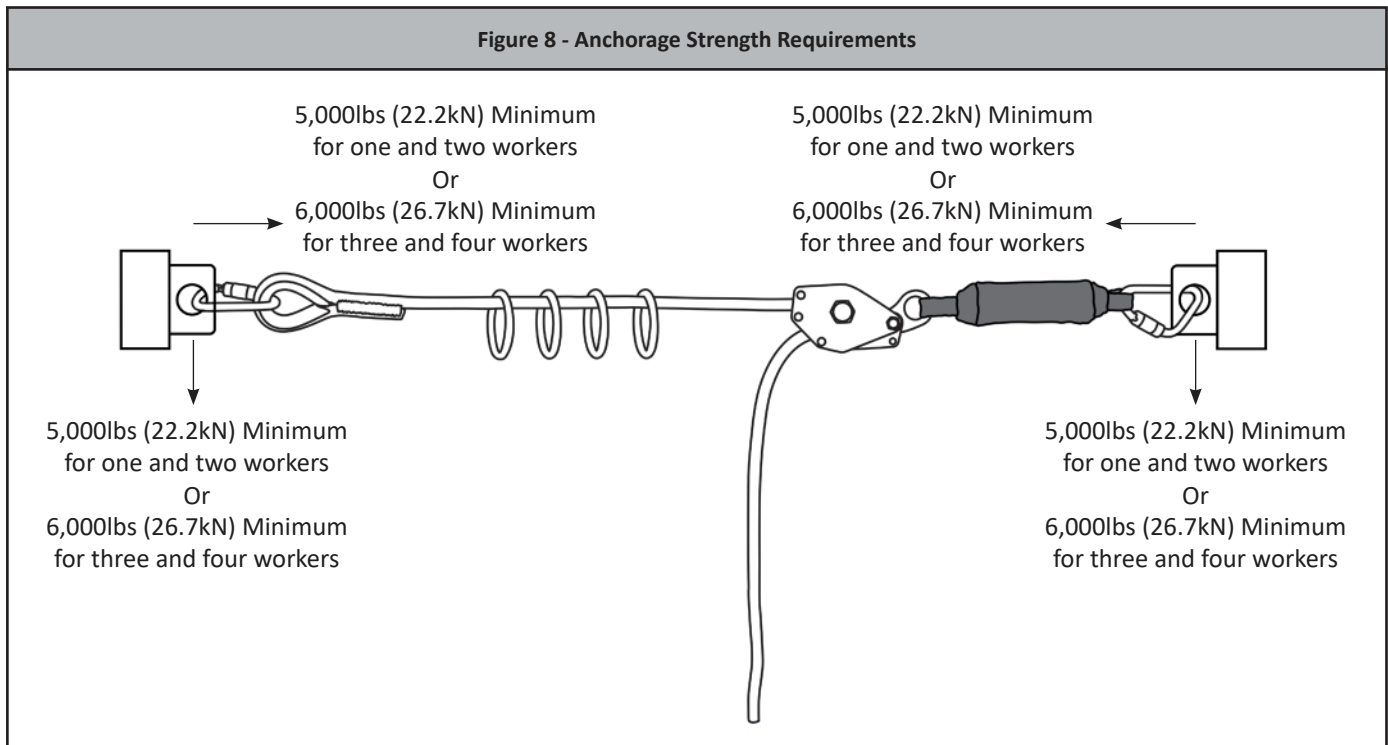 Figure 8 - Anchorage Strength Requirements
5,000lbs (22.2kN) Minimum
for one and two workers
Or
6,000lbs (26.7kN) Minimum
for three and four workers
5,000lbs (22.2kN) Minimum
for one and two workers
Or
6,000lbs (26.7kN) Minimum
for three and four workers
5,000lbs (22.2kN) Minimum
for one and two workers
Or
6,000lbs (26.7kN) Minimum
for three and four workers
5,000lbs (22.2kN) Minimum
for one and two workers
Or
6,000lbs (26.7kN) Minimum
for three and four workers